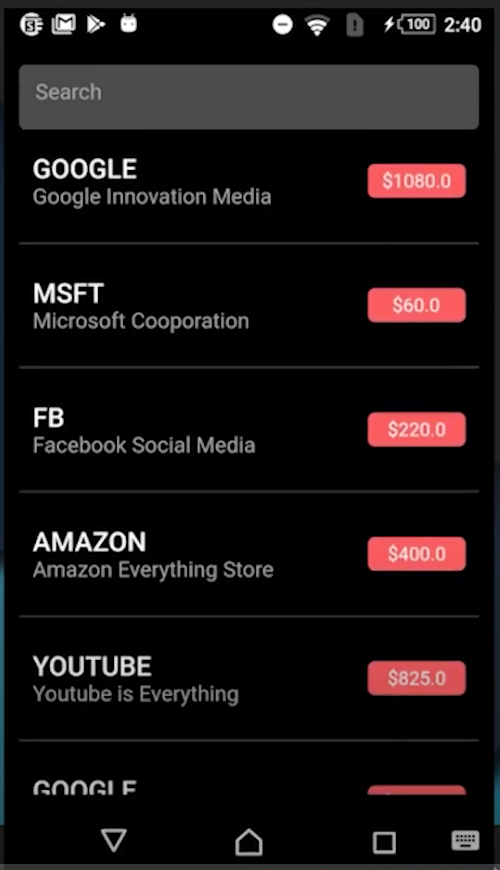 100 2:40
Search
GOOGLE
$1080.0
Google Innovation Media
MSFT
$60.0
Microsoft Cooporation
FB
$220.0
Facebook Social Media
AMAZON
$400.0
Amazon Everything Store
YOUTUBE
$825.0
Youtube is Everything
GOOGLE